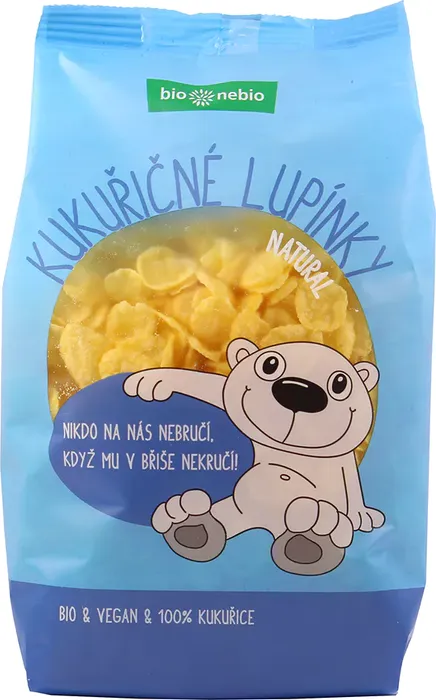 bio nebio
KUKUŘIČNÉ LUPÍNKY
NATURAL
NIKDO NA NÁS NEBRUČÍ,
KDYŽ MU V BŘIŠE NEKRUČÍ!
BIO & VEGAN & 100% KUKUŘICE